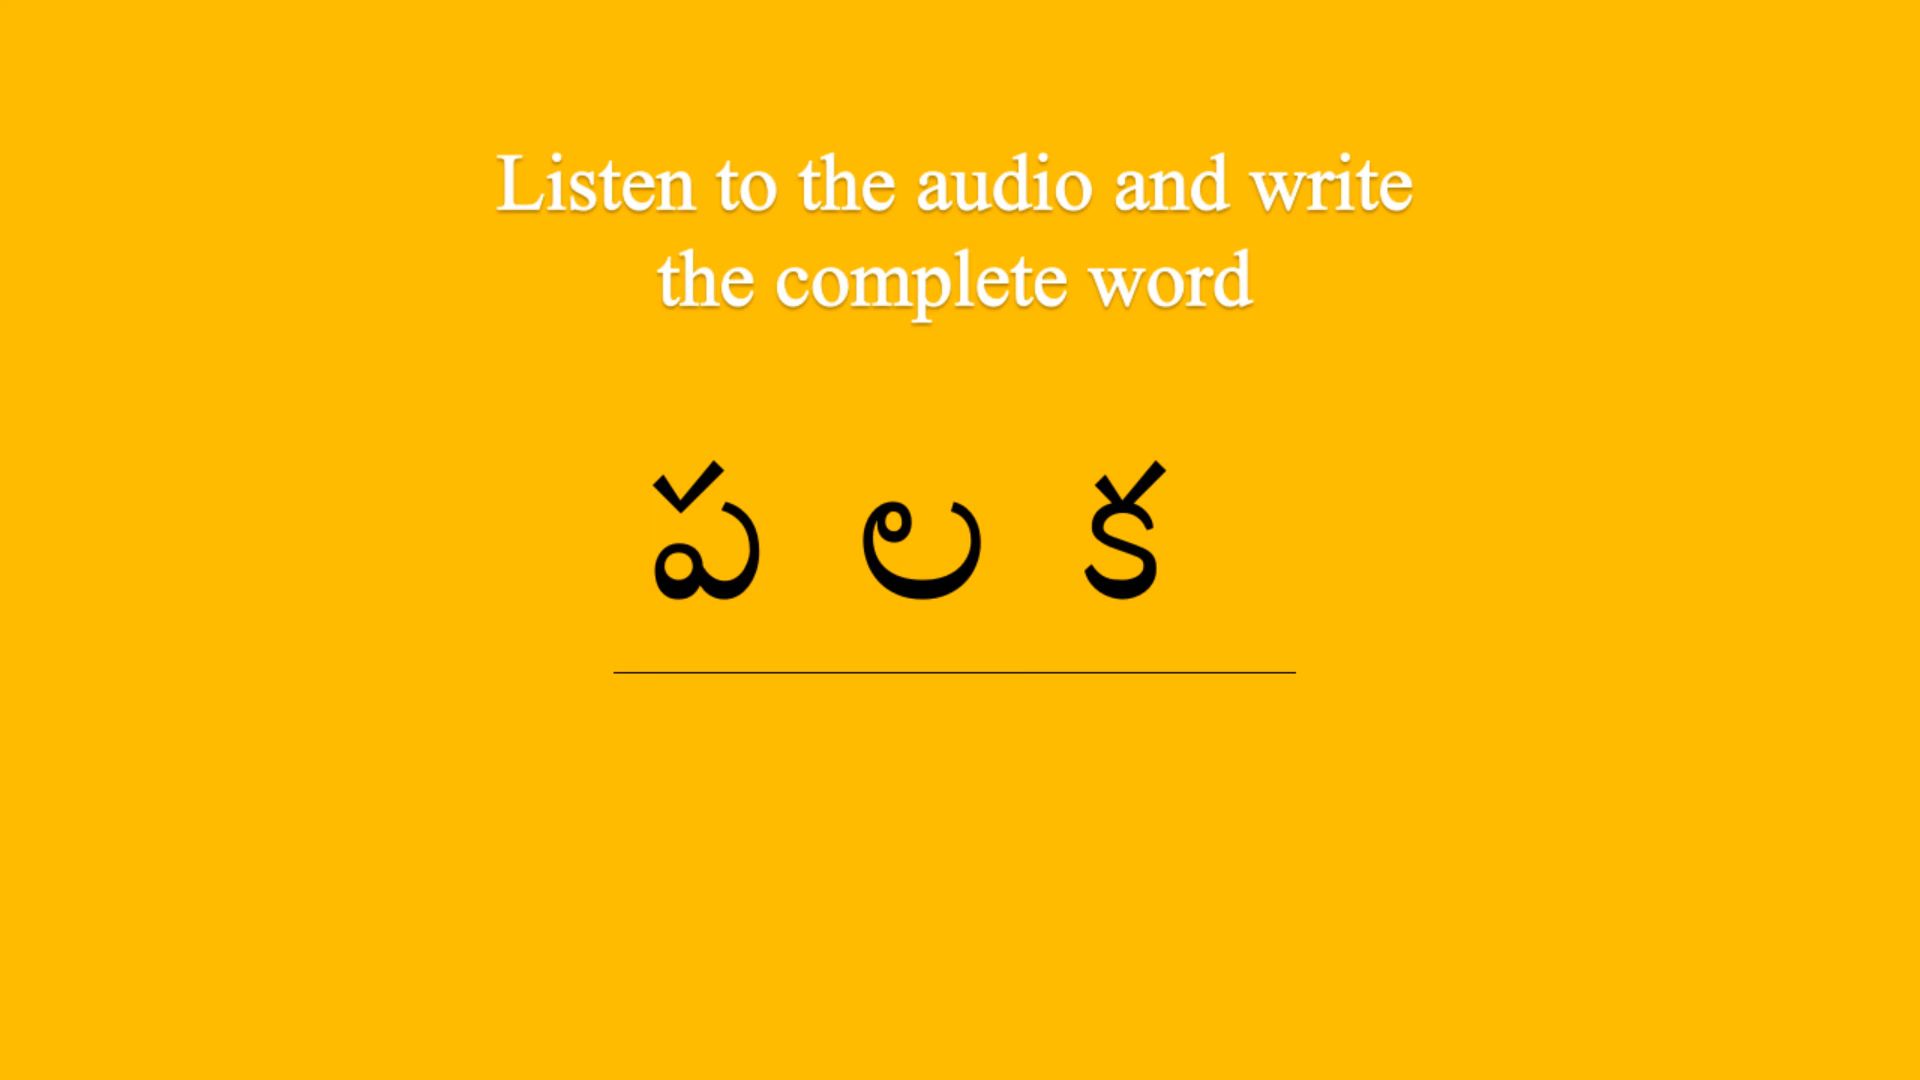 Listen to the audio and write
the complete word
ప ల క